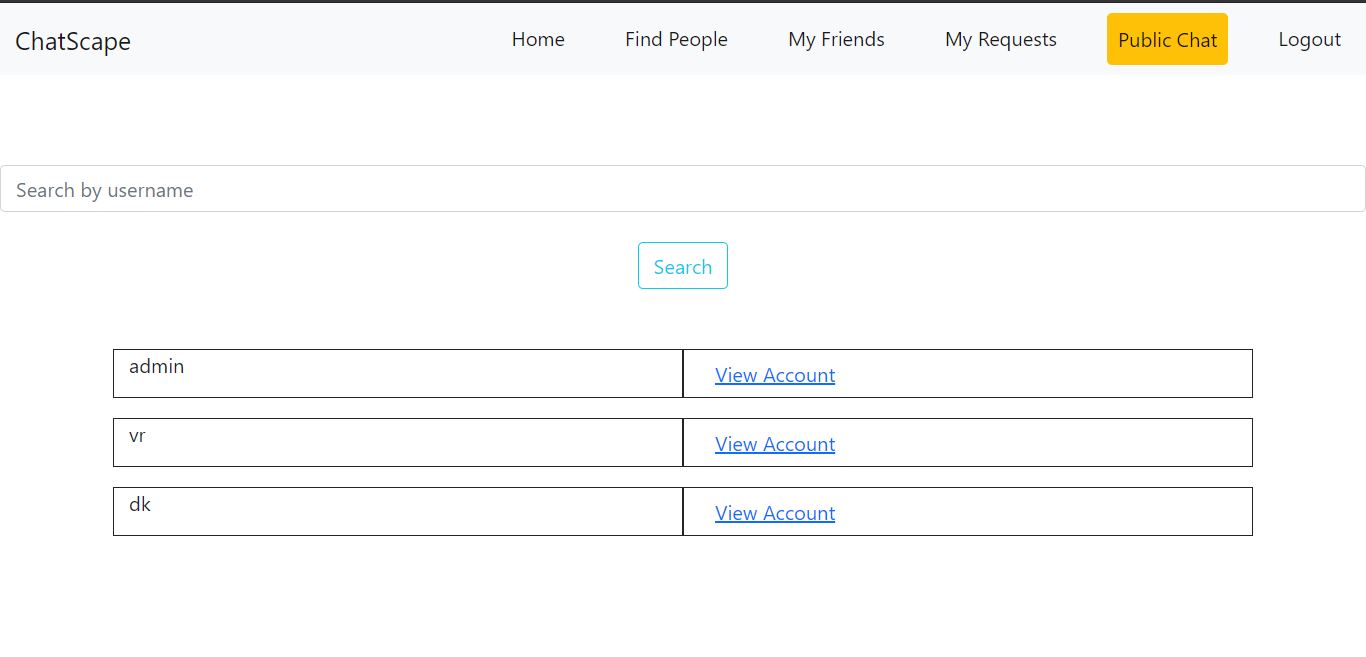 ChatScape Home Find People My Friends My Requests Public Chat Logout
Search by username
Search
admin View Account
vr View Account
dk View Account